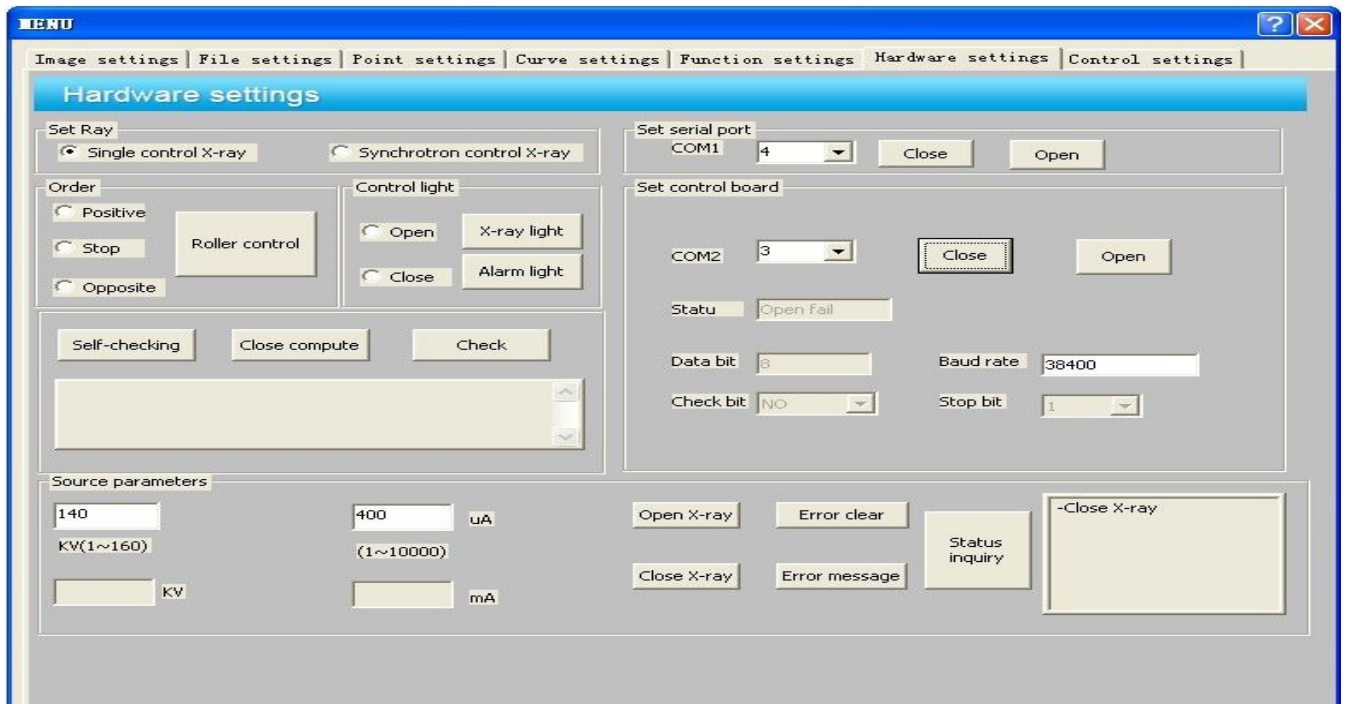 MENU
Image settings File settings Point settings Curve settings Function settings Hardware settings Control settings
Hardware settings
Set Ray
Single control X-ray Synchrotron control X-ray
Set serial port
COM1 4 Close Open
Order
Positive
Stop
Opposite
Roller control
Control light
Open X-ray light
Close Alarm light
Set control board
COM2 3 Close Open
Statu Open fail
Data bit 8 Baud rate 38400
Check bit NO Stop bit 1
Self-checking Close compute Check
Source parameters
140 400 uA
KV(1~160) (1~10000)
KV mA
Open X-ray Error clear
Close X-ray Error message
Status
inquiry
-Close X-ray